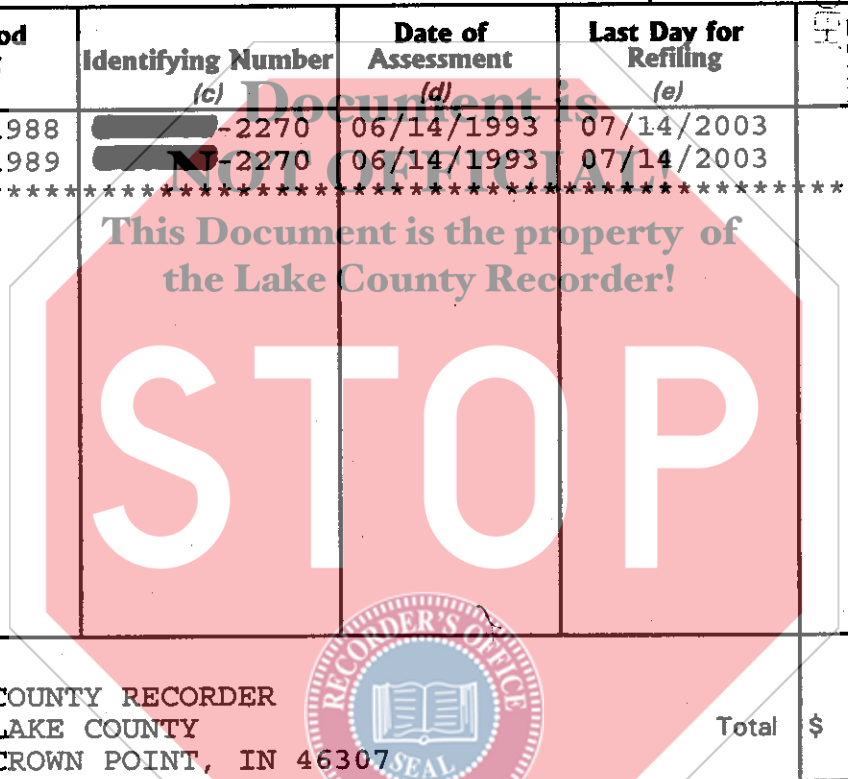 od Identifying Number Date of Assessment Last Day for Refiling
(c) (d) (e)
.988 -2270 06/14/1993 07/14/2003
.989 -2270 06/14/1993 07/14/2003
********************************************************
Document is
NOT OFFICIAL!
This Document is the property of
the Lake County Recorder!
STOP
RECORDER'S OFFICE
SEAL
COUNTY RECORDER
LAKE COUNTY Total $
CROWN POINT, IN 46307